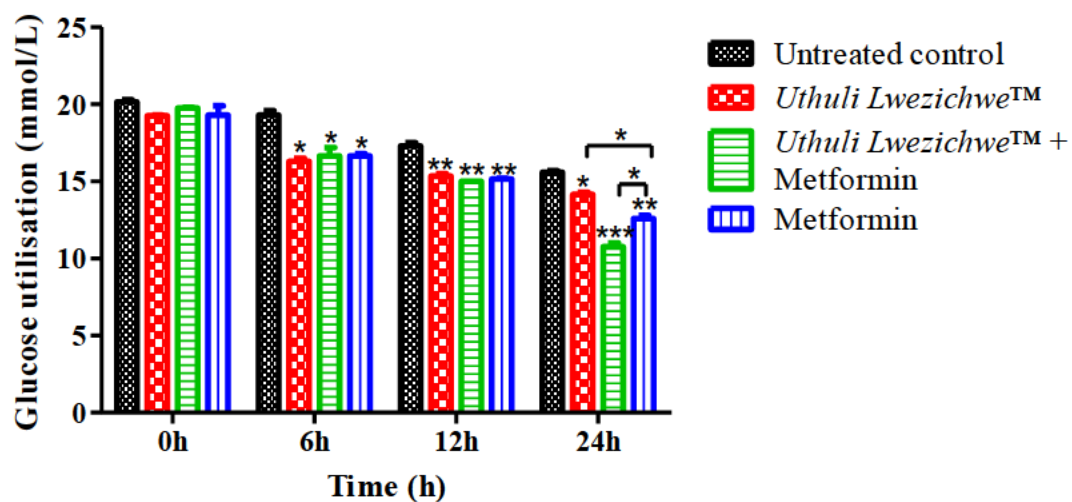 Glucose utilisation (mmol/L)
25
20
15
10
5
0
* * *
** ** **
*
*
*
***
**
0h 6h 12h 24h
Time (h)
Untreated control
Uthuli Lwezichwe™
Uthuli Lwezichwe™ +
Metformin
Metformin